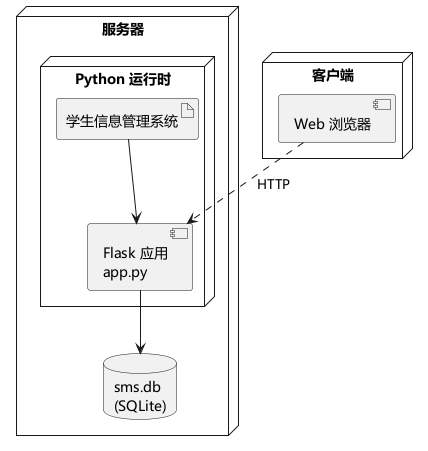 服务器
Python 运行时
学生信息管理系统
Flask 应用
app.py
sms.db
(SQLite)
客户端
Web 浏览器
HTTP